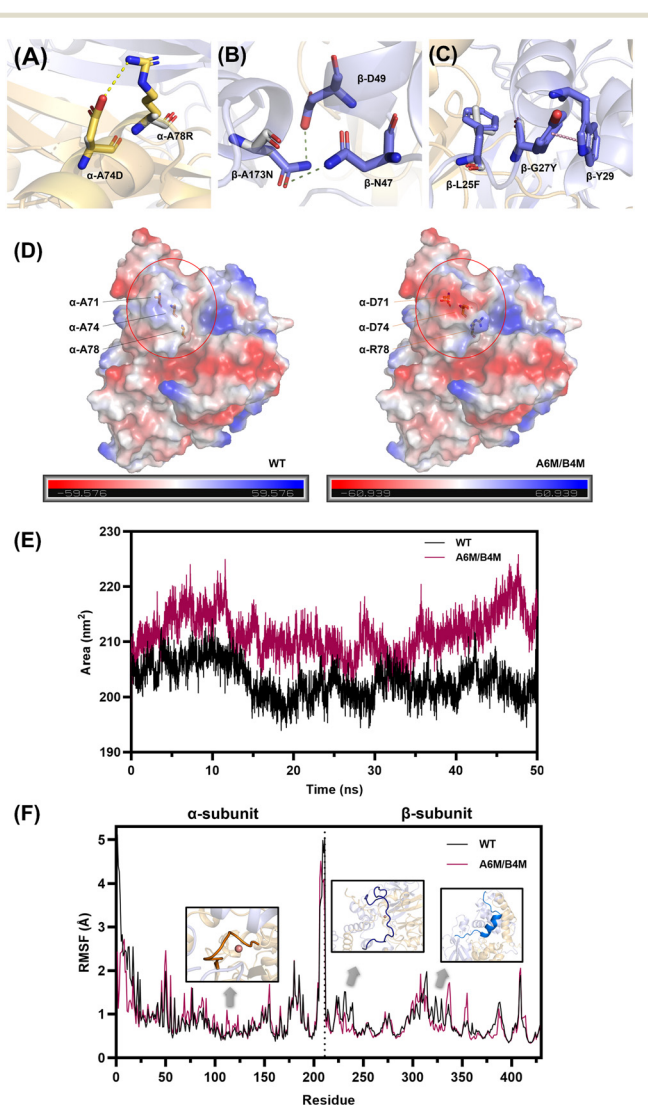 (A)
α-A78R
α-A74D
(B)
β-D49
β-A173N
β-N47
(C)
β-L25F
β-G27Y
β-Y29
(D)
α-A71
α-A74
α-A78
WT
-59.576 59.576
α-D71
α-D74
α-R78
A6M/B4M
-60.939 60.939
(E)
WT
A6M/B4M
Area (nm²)
230
220
210
200
190
0 10 20 30 40 50
Time (ns)
(F)
α-subunit β-subunit
WT
A6M/B4M
RMSF (Å)
5
4
3
2
1
0
0 50 100 150 200 250 300 350 400
Residue